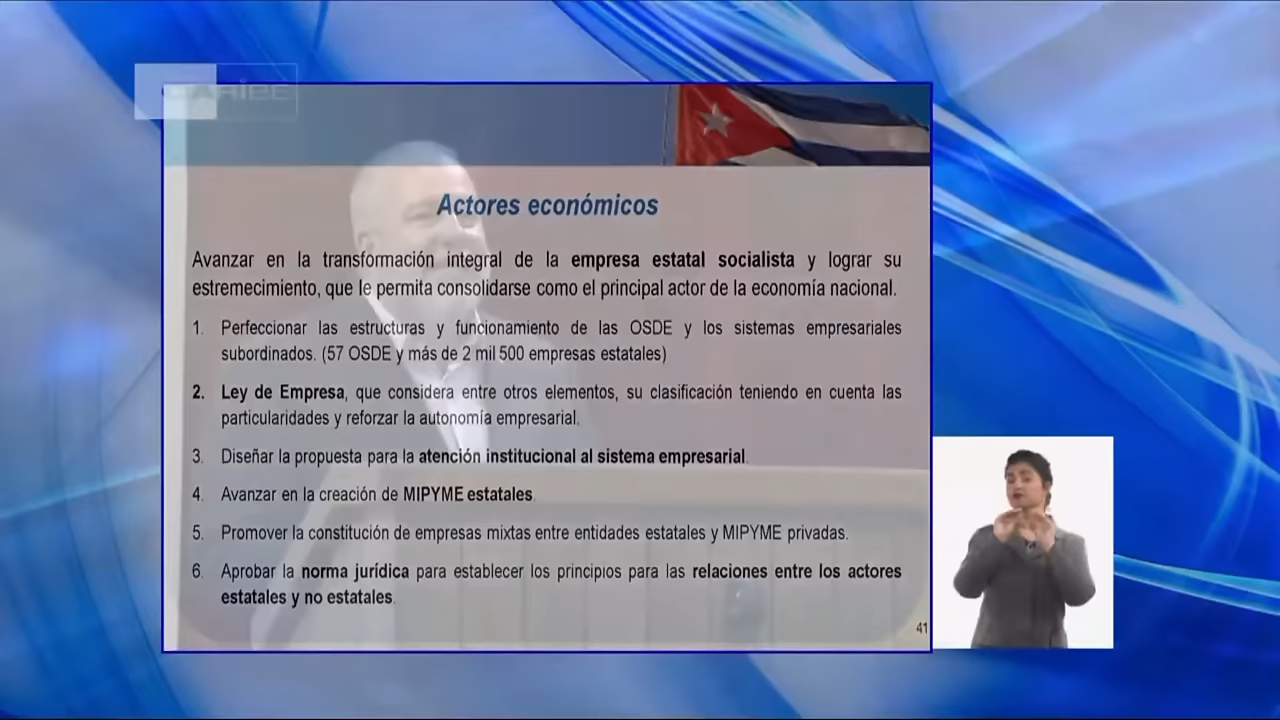 Actores económicos
Avanzar en la transformación integral de la empresa estatal socialista y lograr su
estremecimiento, que le permita consolidarse como el principal actor de la economía nacional.
1. Perfeccionar las estructuras y funcionamiento de las OSDE y los sistemas empresariales
subordinados. (57 OSDE y más de 2 mil 500 empresas estatales)
2. Ley de Empresa, que considera entre otros elementos, su clasificación teniendo en cuenta las
particularidades y reforzar la autonomía empresarial.
3. Diseñar la propuesta para la atención institucional al sistema empresarial.
4. Avanzar en la creación de MIPYME estatales.
5. Promover la constitución de empresas mixtas entre entidades estatales y MIPYME privadas.
6. Aprobar la norma jurídica para establecer los principios para las relaciones entre los actores
estatales y no estatales.
41